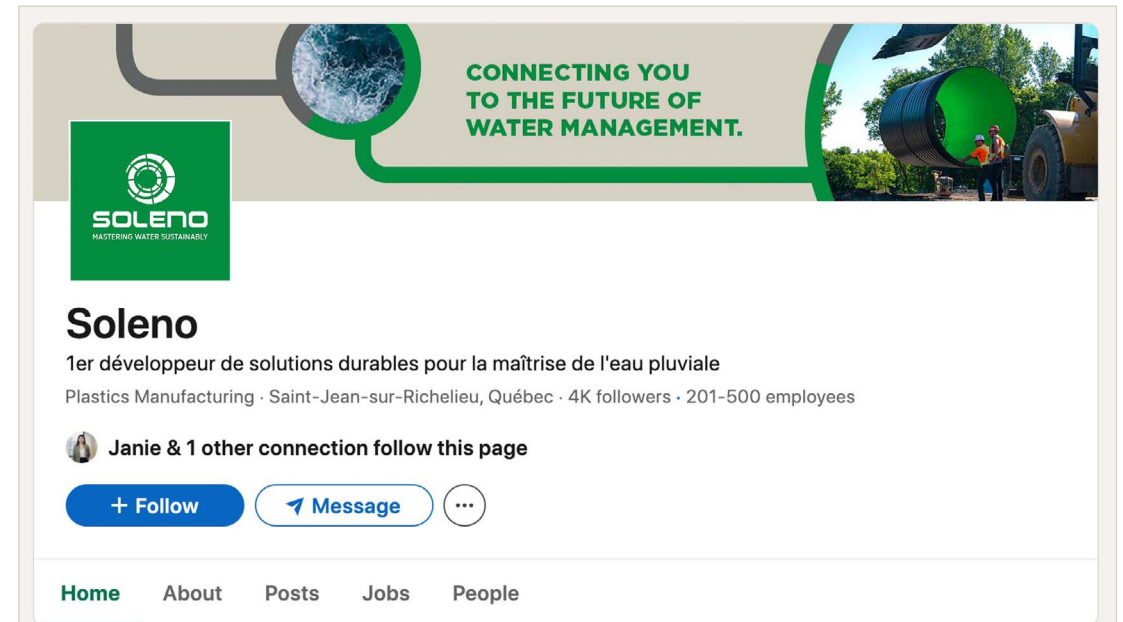 CONNECTING YOU
TO THE FUTURE OF
WATER MANAGEMENT.
SOLENO
MASTERING WATER SUSTAINABLY
Soleno
1er développeur de solutions durables pour la maîtrise de l'eau pluviale
Plastics Manufacturing · Saint-Jean-sur-Richelieu, Québec · 4K followers · 201-500 employees
Janie & 1 other connection follow this page
+ Follow
Message
Home About Posts Jobs People